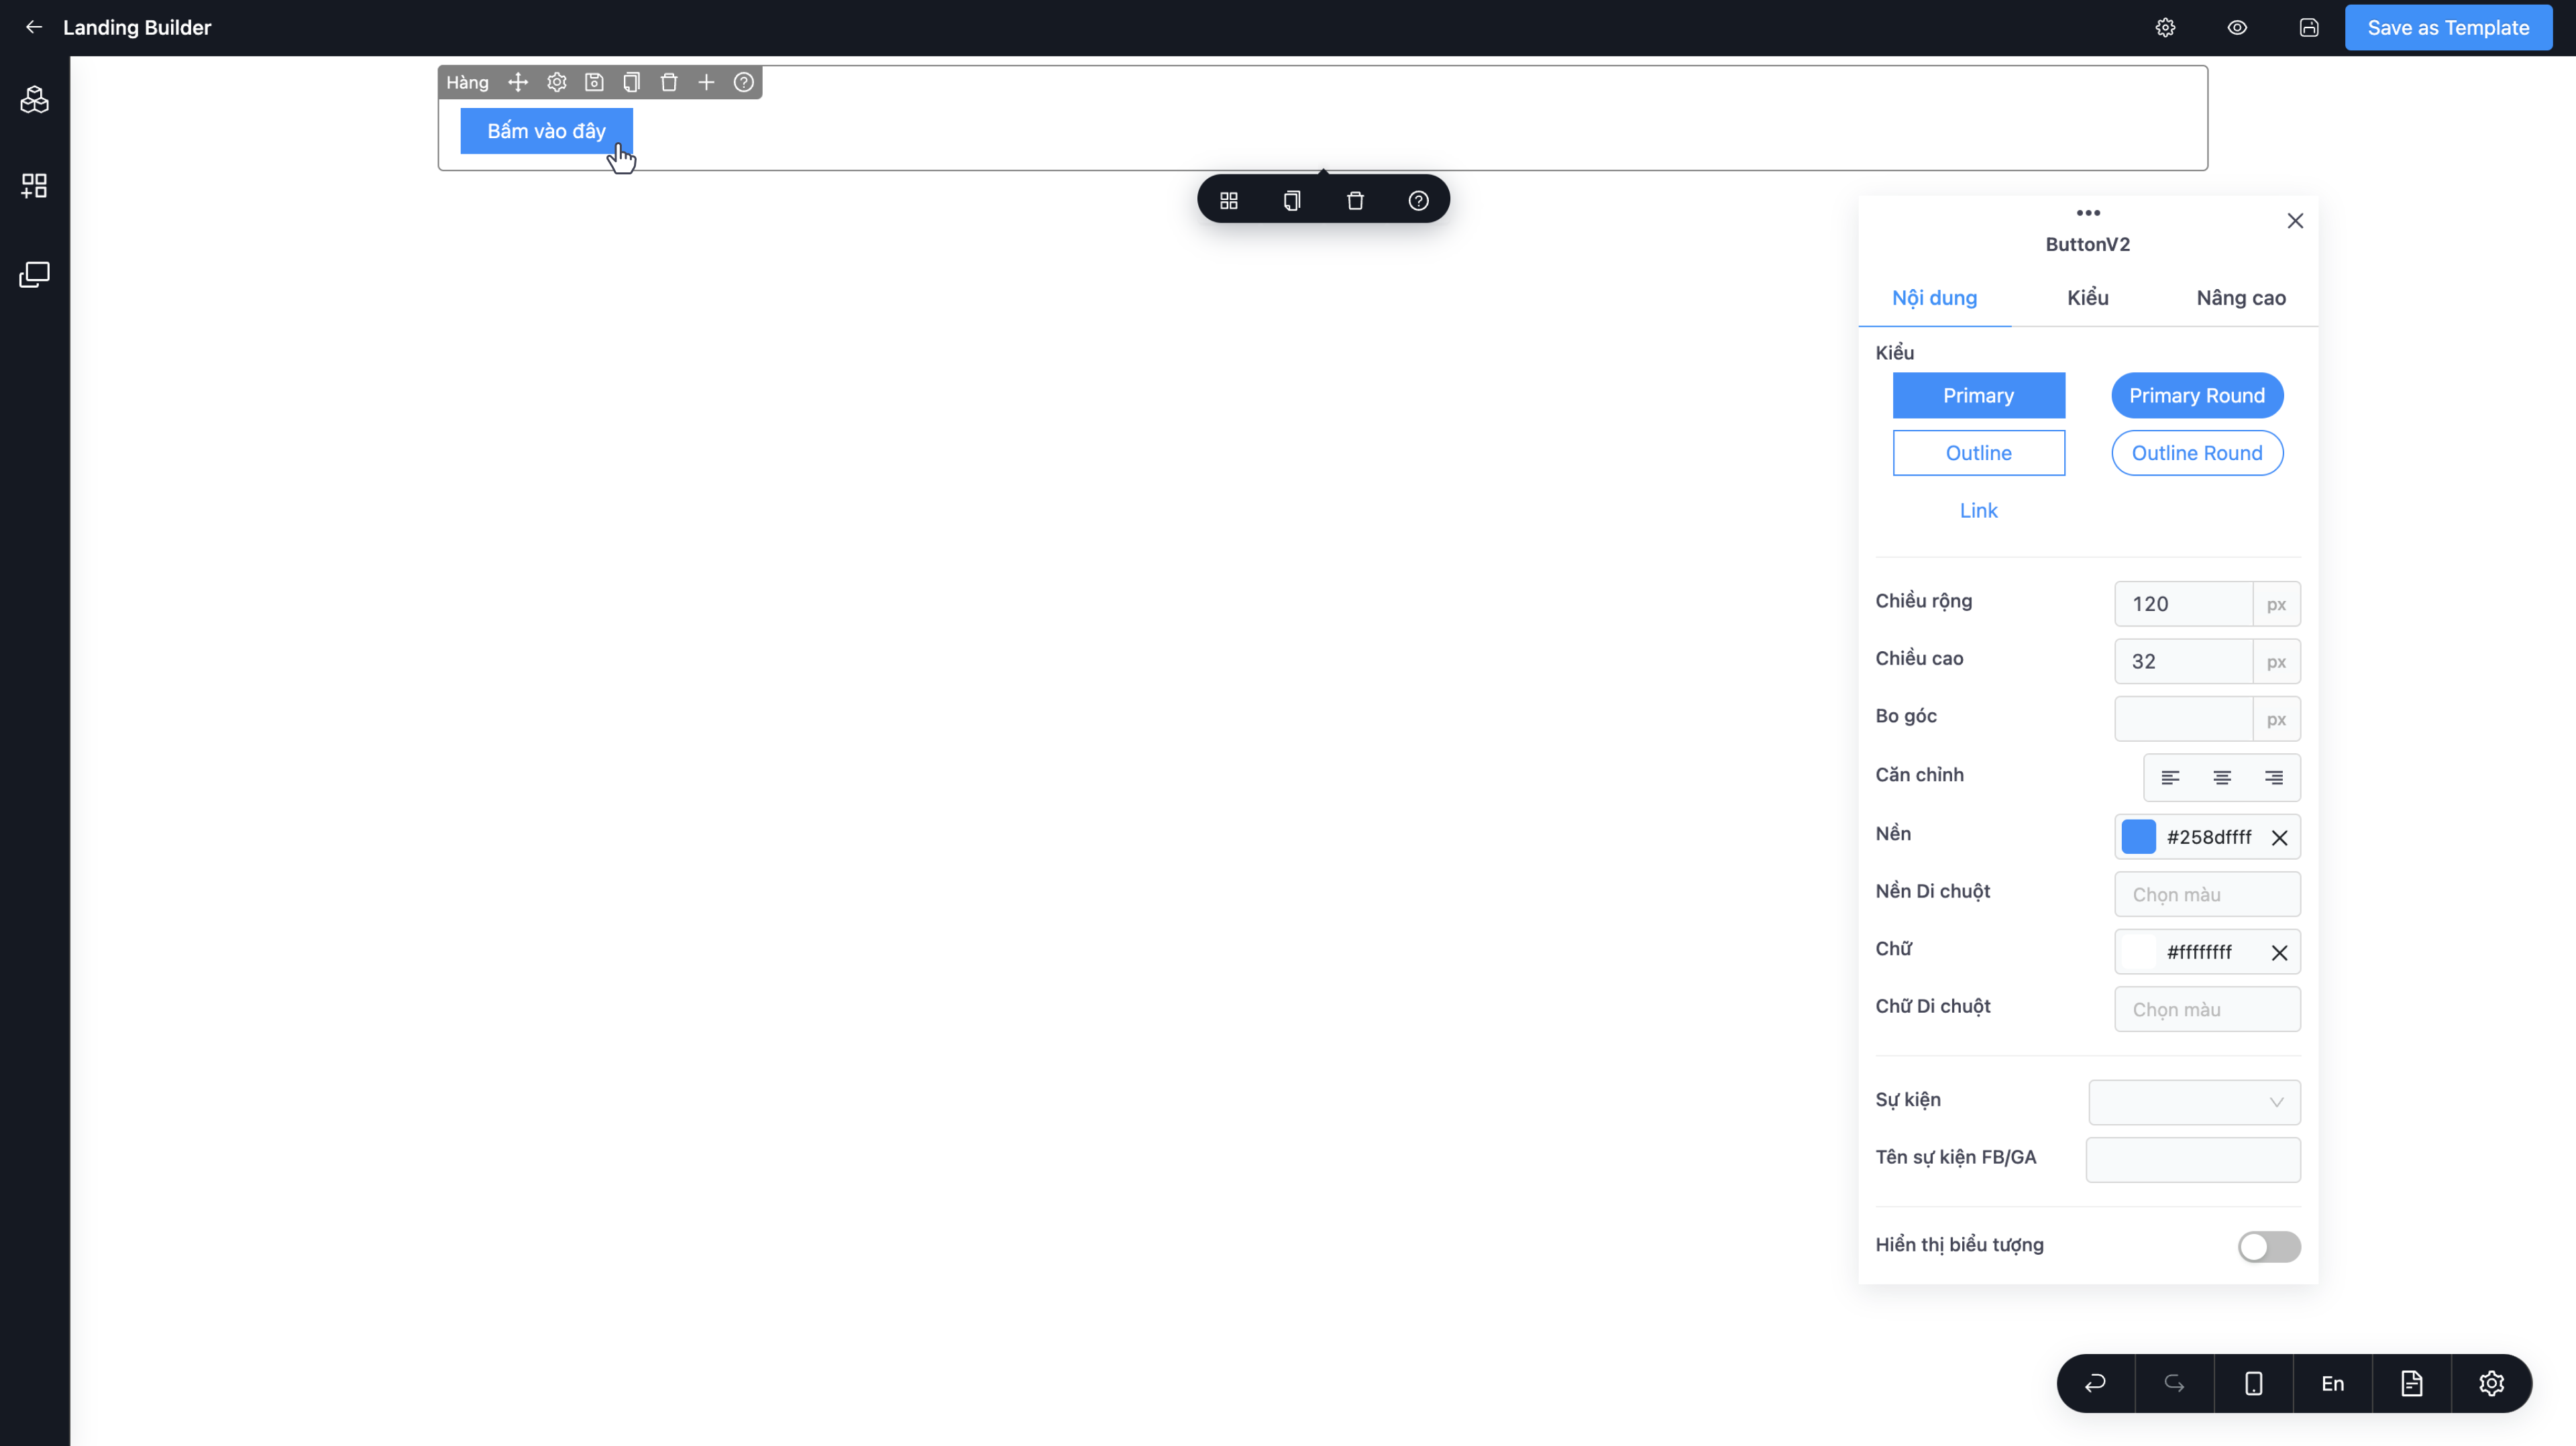 Landing Builder
Save as Template
Hàng
Bấm vào đây
ButtonV2
Nội dung
Kiểu
Nâng cao
Kiểu
Primary
Primary Round
Outline
Outline Round
Link
Chiều rộng
120
px
Chiều cao
32
px
Bo góc
px
Căn chỉnh
Nền
#258dffff
Nền Di chuột
Chọn màu
Chữ
#ffffffff
Chữ Di chuột
Chọn màu
Sự kiện
Tên sự kiện FB/GA
Hiển thị biểu tượng
En